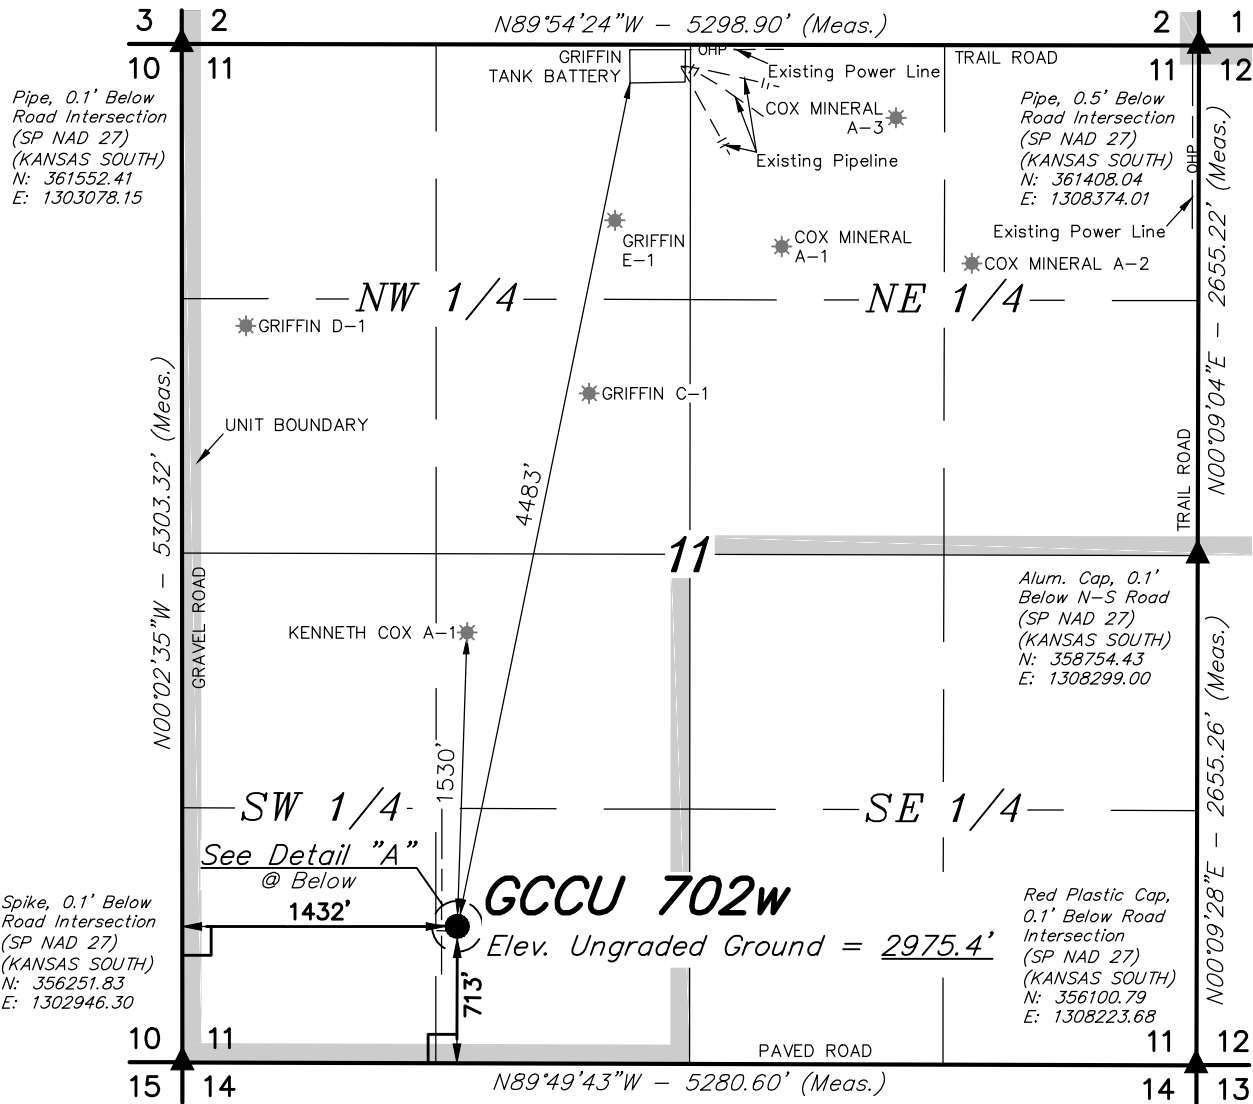 3 2
N89°54'24"W - 5298.90' (Meas.)
2 1
10 11
GRIFFIN
TANK BATTERY
OHP
Existing Power Line
TRAIL ROAD
11 12
Pipe, 0.1' Below
Road Intersection
(SP NAD 27)
(KANSAS SOUTH)
N: 361552.41
E: 1303078.15
COX MINERAL
A-3
Existing Pipeline
Pipe, 0.5' Below
Road Intersection
(SP NAD 27)
(KANSAS SOUTH)
N: 361408.04
E: 1308374.01
OHP
Existing Power Line
N00°09'04"E - 2655.22' (Meas.)
GRIFFIN
E-1
COX MINERAL
A-1
COX MINERAL A-2
NW 1/4
NE 1/4
GRIFFIN D-1
GRIFFIN C-1
UNIT BOUNDARY
N00°02'35"W - 5303.32' (Meas.)
4483'
TRAIL ROAD
11
GRAVEL ROAD
KENNETH COX A-1
Alum. Cap, 0.1'
Below N-S Road
(SP NAD 27)
(KANSAS SOUTH)
N: 358754.43
E: 1308299.00
N00°09'28"E - 2655.26' (Meas.)
1530'
SW 1/4
SE 1/4
See Detail "A"
@ Below
1432'
GCCU 702w
Elev. Ungraded Ground = 2975.4'
713'
Spike, 0.1' Below
Road Intersection
(SP NAD 27)
(KANSAS SOUTH)
N: 356251.83
E: 1302946.30
Red Plastic Cap,
0.1' Below Road
Intersection
(SP NAD 27)
(KANSAS SOUTH)
N: 356100.79
E: 1308223.68
10 11
PAVED ROAD
11 12
15 14
N89°49'43"W - 5280.60' (Meas.)
14 13